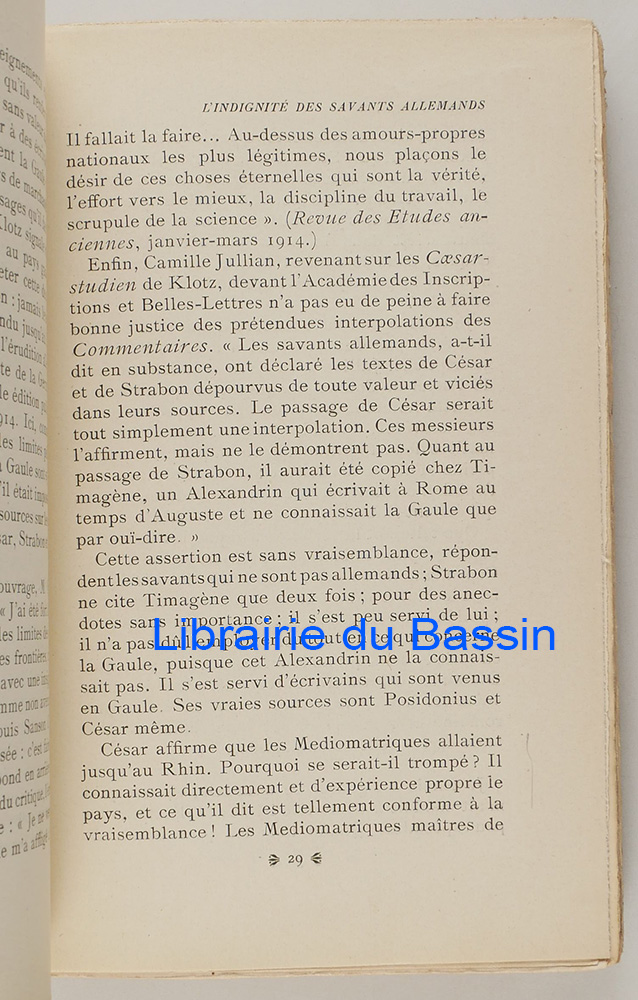 L'INDIGNITÉ DES SAVANTS ALLEMANDS
Il fallait la faire... Au-dessus des amours-propres
nationaux les plus légitimes, nous plaçons le
désir de ces choses éternelles qui sont la vérité,
l'effort vers le mieux, la discipline du travail, le
scrupule de la science ». (Revue des Etudes an-
ciennes, janvier-mars 1914.)
Enfin, Camille Jullian, revenant sur les Cæsar-
studien de Klotz, devant l'Académie des Inscrip-
tions et Belles-Lettres n'a pas eu de peine à faire
bonne justice des prétendues interpolations des
Commentaires. « Les savants allemands, a-t-il
dit en substance, ont déclaré les textes de César
et de Strabon dépourvus de toute valeur et viciés
dans leurs sources. Le passage de César serait
tout simplement une interpolation. Ces messieurs
l'affirment, mais ne le démontrent pas. Quant au
passage de Strabon, il aurait été copié chez Ti-
magène, un Alexandrin qui écrivait à Rome au
temps d'Auguste et ne connaissait la Gaule que
par ouï-dire. »
Cette assertion est sans vraisemblance, répon-
dent les savants qui ne sont pas allemands; Strabon
ne cite Timagène que deux fois; pour des anec-
dotes sans importance; il s'est peu servi de lui;
il n'a pas dû l'employer du tout en ce qui concerne
Librairie du Bassin
la Gaule, puisque cet Alexandrin ne la connais-
sait pas. Il s'est servi d'écrivains qui sont venus
en Gaule. Ses vraies sources sont Posidonius et
César même.
César affirme que les Mediomatriques allaient
jusqu'au Rhin. Pourquoi se serait-il trompé? Il
connaissait directement et d'expérience propre le
pays, et ce qu'il dit est tellement conforme à la
vraisemblance! Les Mediomatriques maîtres de
29